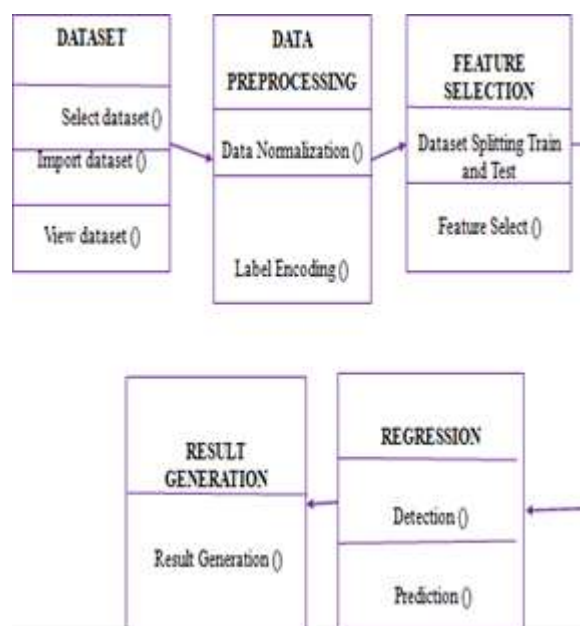 DATASET
Select dataset ()
Import dataset ()
View dataset ()
DATA
PREPROCESSING
Data Normalization ()
Label Encoding ()
FEATURE
SELECTION
Dataset Splitting Train
and Test
Feature Select ()
RESULT
GENERATION
Result Generation ()
REGRESSION
Detection ()
Prediction ()